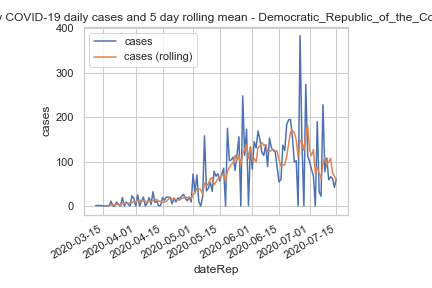 COVID-19 daily cases and 5 day rolling mean - Democratic_Republic_of_the_Co
cases
cases (rolling)
400
300
200
100
0
cases
2020-03-15
2020-04-01
2020-04-15
2020-05-01
2020-05-15
2020-06-01
2020-06-15
2020-07-01
2020-07-15
dateRep